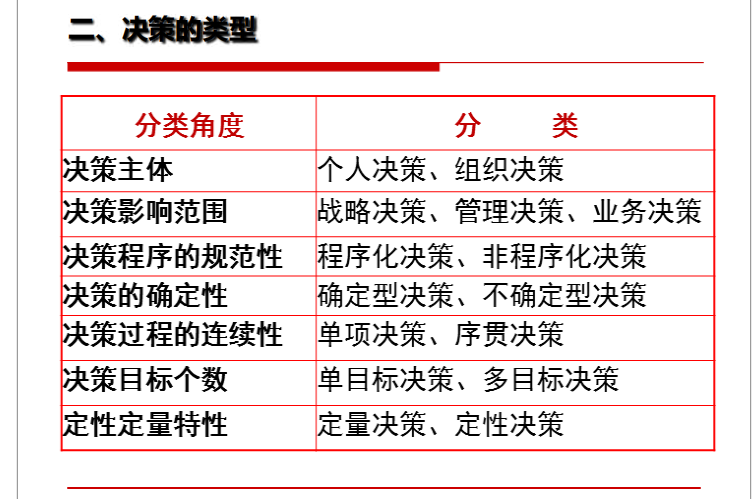 二、决策的类型
分类角度 分 类
决策主体 个人决策、组织决策
决策影响范围 战略决策、管理决策、业务决策
决策程序的规范性 程序化决策、非程序化决策
决策的确定性 确定型决策、不确定型决策
决策过程的连续性 单项决策、序贯决策
决策目标个数 单目标决策、多目标决策
定性定量特性 定量决策、定性决策